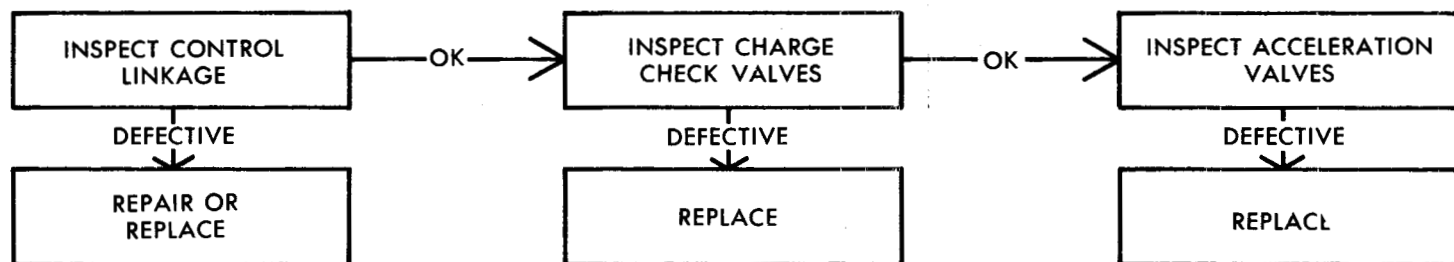 INSPECT CONTROL
LINKAGE
OK
INSPECT CHARGE
CHECK VALVES
OK
INSPECT ACCELERATION
VALVES
DEFECTIVE
DEFECTIVE
DEFECTIVE
REPAIR OR
REPLACE
REPLACE
REPLACE